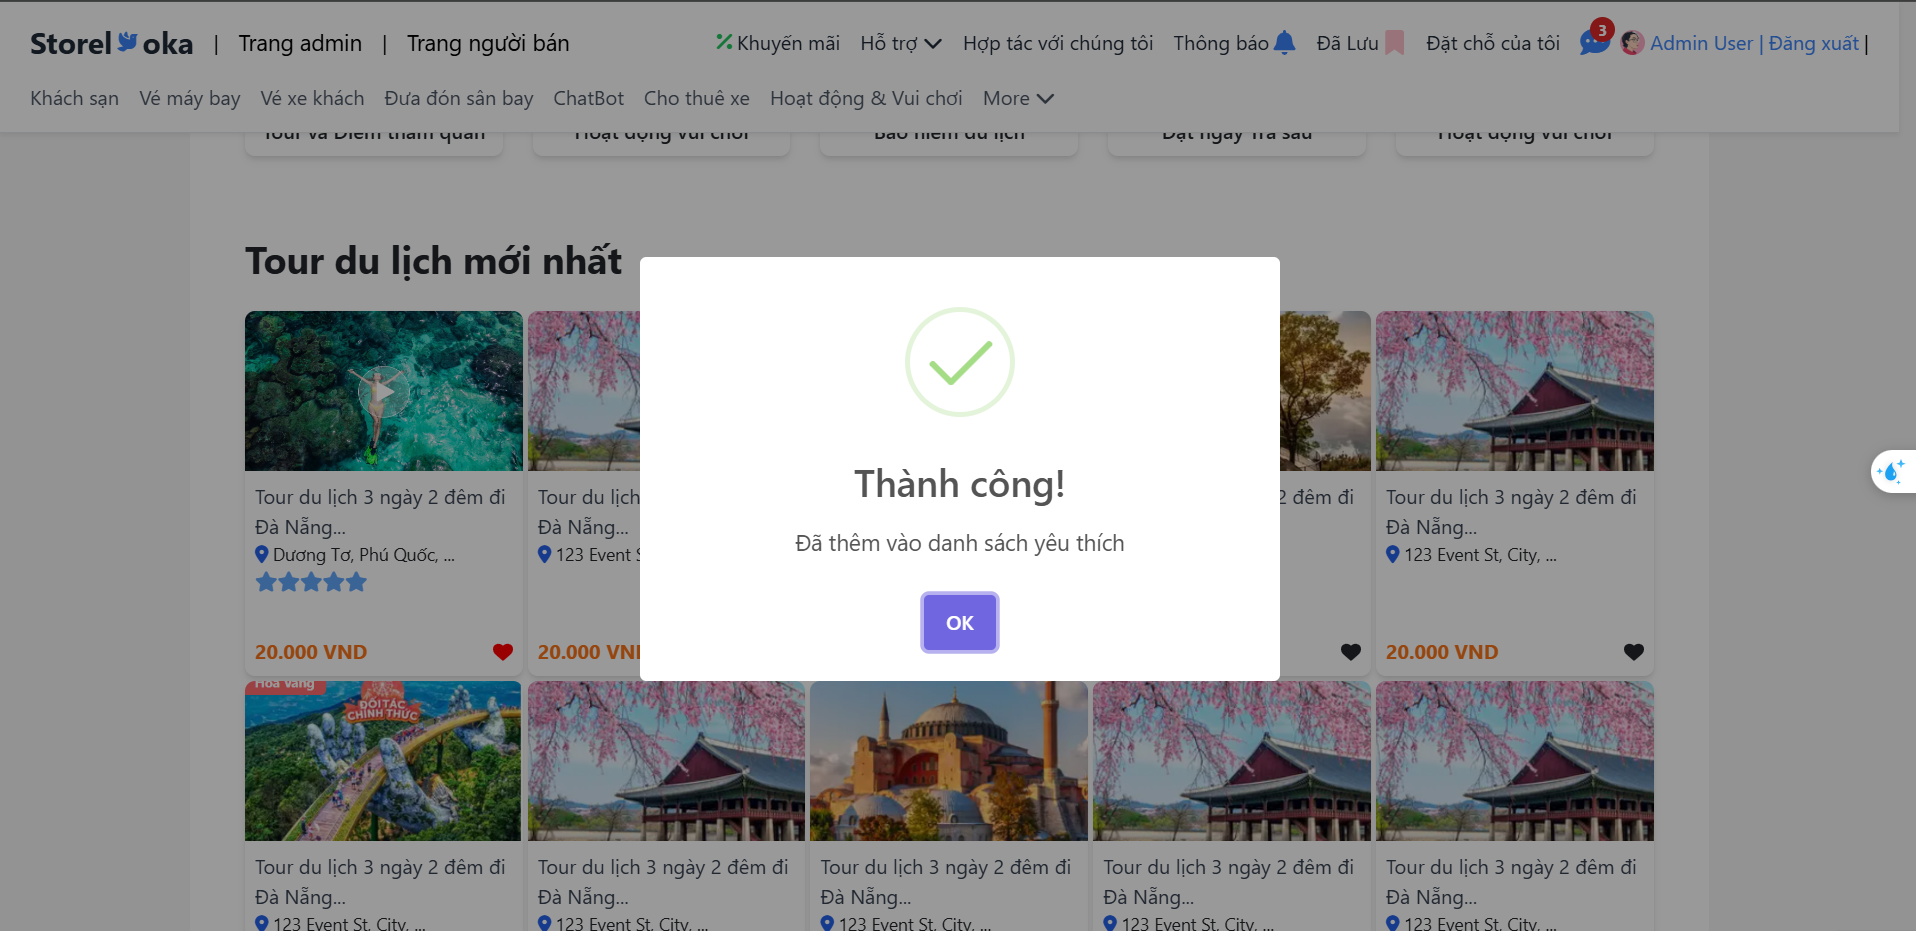 Storel oka | Trang admin | Trang người bán
Khuyến mãi Hỗ trợ Hợp tác với chúng tôi Thông báo Đã Lưu Đặt chỗ của tôi 3 Admin User | Đăng xuất |
Khách sạn Vé máy bay Vé xe khách Đưa đón sân bay ChatBot Cho thuê xe Hoạt động & Vui chơi More
Tour và Điểm tham quan Hoạt động vui chơi Bảo hiểm du lịch Đặt ngay Trả sau Hoạt động vui chơi
Tour du lịch mới nhất
Thành công!
Đã thêm vào danh sách yêu thích
OK
Tour du lịch 3 ngày 2 đêm đi
Đà Nẵng...
Dương Tơ, Phú Quốc, ...
20.000 VND
Tour du lịch
Đà Nẵng...
123 Event S
20.000 VN
2 đêm đi
Tour du lịch 3 ngày 2 đêm đi
Đà Nẵng...
123 Event St, City, ...
20.000 VND
Hoa Vang
ĐỐI TÁC
CHÍNH THỨC
Tour du lịch 3 ngày 2 đêm đi
Đà Nẵng...
123 Event St, City, ...
Tour du lịch 3 ngày 2 đêm đi
Đà Nẵng...
123 Event St, City, ...
Tour du lịch 3 ngày 2 đêm đi
Đà Nẵng...
123 Event St, City, ...
Tour du lịch 3 ngày 2 đêm đi
Đà Nẵng...
123 Event St, City, ...
Tour du lịch 3 ngày 2 đêm đi
Đà Nẵng...
123 Event St, City, ...